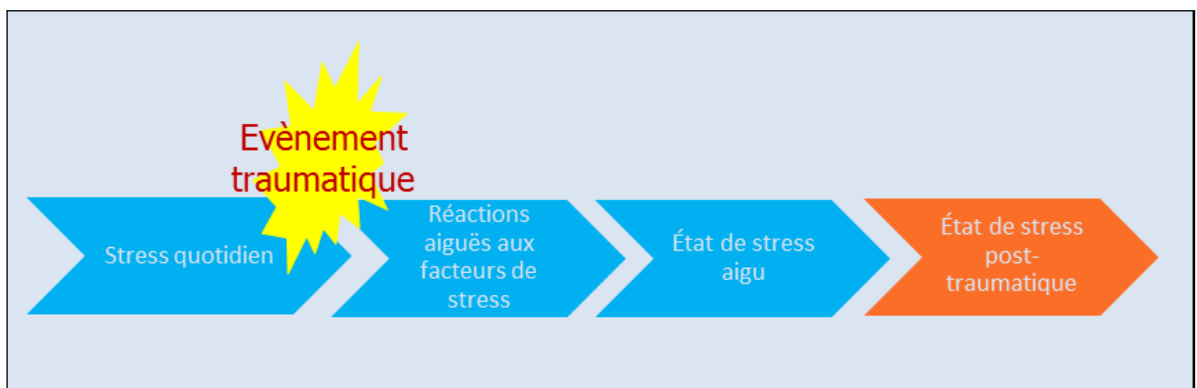 Evènement
traumatique
Stress quotidien
Réactions
aiguës aux
facteurs de
stress
État de stress
aigu
État de stress
post-
traumatique